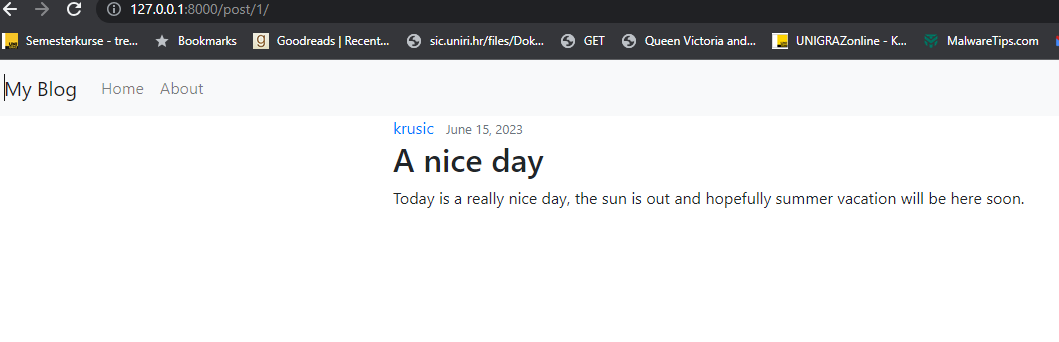 127.0.0.1:8000/post/1/
Semesterkurse - tre... Bookmarks Goodreads | Recent... sic.uniri.hr/files/Dok... GET Queen Victoria and... UNIGRAZonline - K... MalwareTips.com
My Blog Home About
krusic June 15, 2023
A nice day
Today is a really nice day, the sun is out and hopefully summer vacation will be here soon.